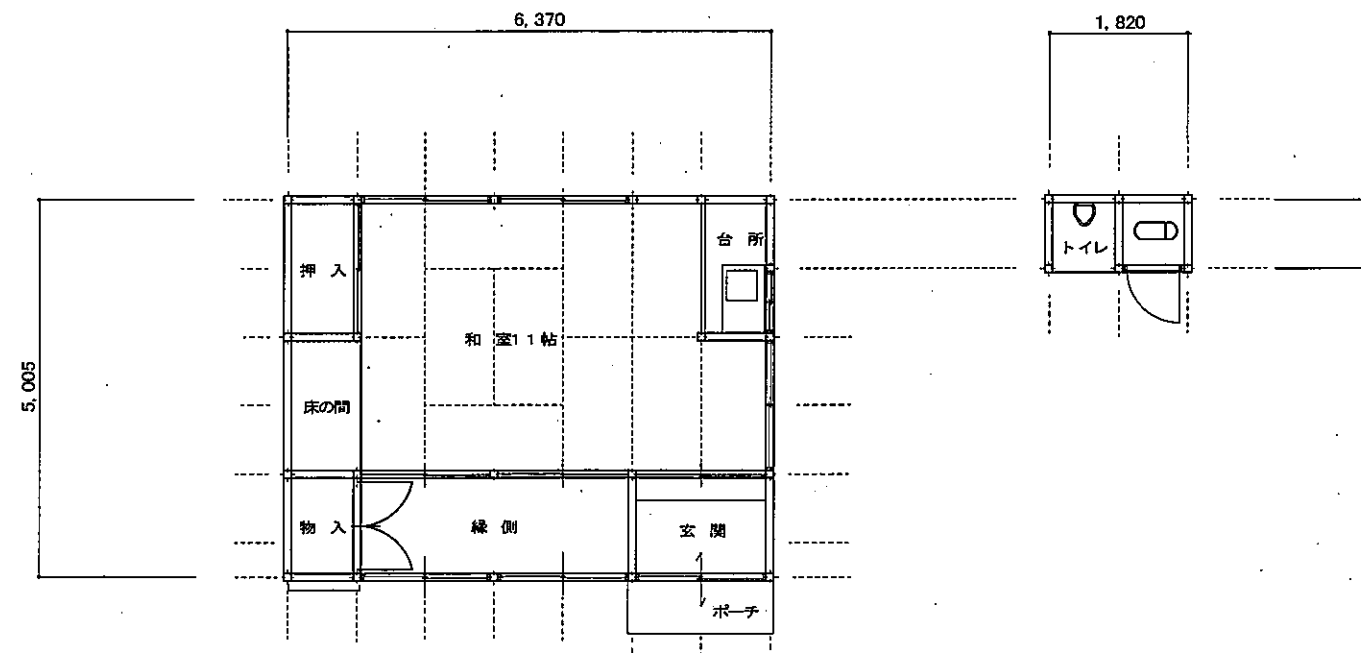 6,370
1,820
台所
トイレ
押入
和室11帖
5,005
床の間
物入
縁側
玄関
ポーチ